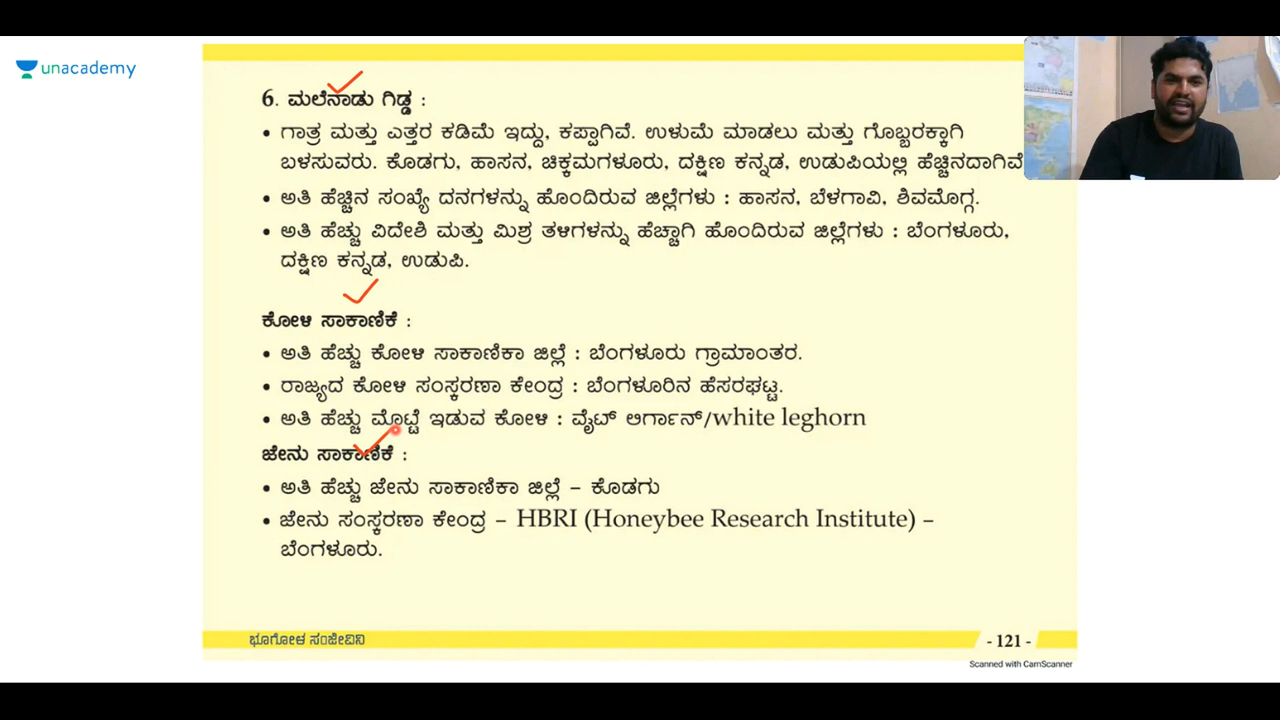 unacademy
6. ಮಲೆನಾಡು ಗಿಡ್ಡ :
• ಗಾತ್ರ ಮತ್ತು ಎತ್ತರ ಕಡಿಮೆ ಇದ್ದು, ಕಪ್ಪಾಗಿವೆ. ಉಳುಮೆ ಮಾಡಲು ಮತ್ತು ಗೊಬ್ಬರಕ್ಕಾಗಿ
ಬಳಸುವರು. ಕೊಡಗು, ಹಾಸನ, ಚಿಕ್ಕಮಗಳೂರು, ದಕ್ಷಿಣ ಕನ್ನಡ, ಉಡುಪಿಯಲ್ಲಿ ಹೆಚ್ಚಿನದಾಗಿವೆ
• ಅತಿ ಹೆಚ್ಚಿನ ಸಂಖ್ಯೇ ದನಗಳನ್ನು ಹೊಂದಿರುವ ಜಿಲ್ಲೆಗಳು : ಹಾಸನ, ಬೆಳಗಾವಿ, ಶಿವಮೊಗ್ಗ.
• ಅತಿ ಹೆಚ್ಚು ವಿದೇಶಿ ಮತ್ತು ಮಿಶ್ರ ತಳಿಗಳನ್ನು ಹೆಚ್ಚಾಗಿ ಹೊಂದಿರುವ ಜಿಲ್ಲೆಗಳು : ಬೆಂಗಳೂರು,
ದಕ್ಷಿಣ ಕನ್ನಡ, ಉಡುಪಿ.
ಕೋಳಿ ಸಾಕಾಣಿಕೆ :
• ಅತಿ ಹೆಚ್ಚು ಕೋಳಿ ಸಾಕಾಣಿಕಾ ಜಿಲ್ಲೆ : ಬೆಂಗಳೂರು ಗ್ರಾಮಾಂತರ.
• ರಾಜ್ಯದ ಕೋಳಿ ಸಂಸ್ಕರಣಾ ಕೇಂದ್ರ : ಬೆಂಗಳೂರಿನ ಹೆಸರಘಟ್ಟ.
• ಅತಿ ಹೆಚ್ಚು ಮೊಟ್ಟೆ ಇಡುವ ಕೋಳಿ : ವೈಟ್ ಆರ್ಗಾನ್/white leghorn
ಜೇನು ಸಾಕಾಣಿಕೆ :
• ಅತಿ ಹೆಚ್ಚು ಜೇನು ಸಾಕಾಣಿಕಾ ಜಿಲ್ಲೆ – ಕೊಡಗು
• ಜೇನು ಸಂಸ್ಕರಣಾ ಕೇಂದ್ರ – HBRI (Honeybee Research Institute) –
ಬೆಂಗಳೂರು.
ಭೂಗೋಳ ಸಂಜೀವಿನಿ
- 121 -
Scanned with CamScanner